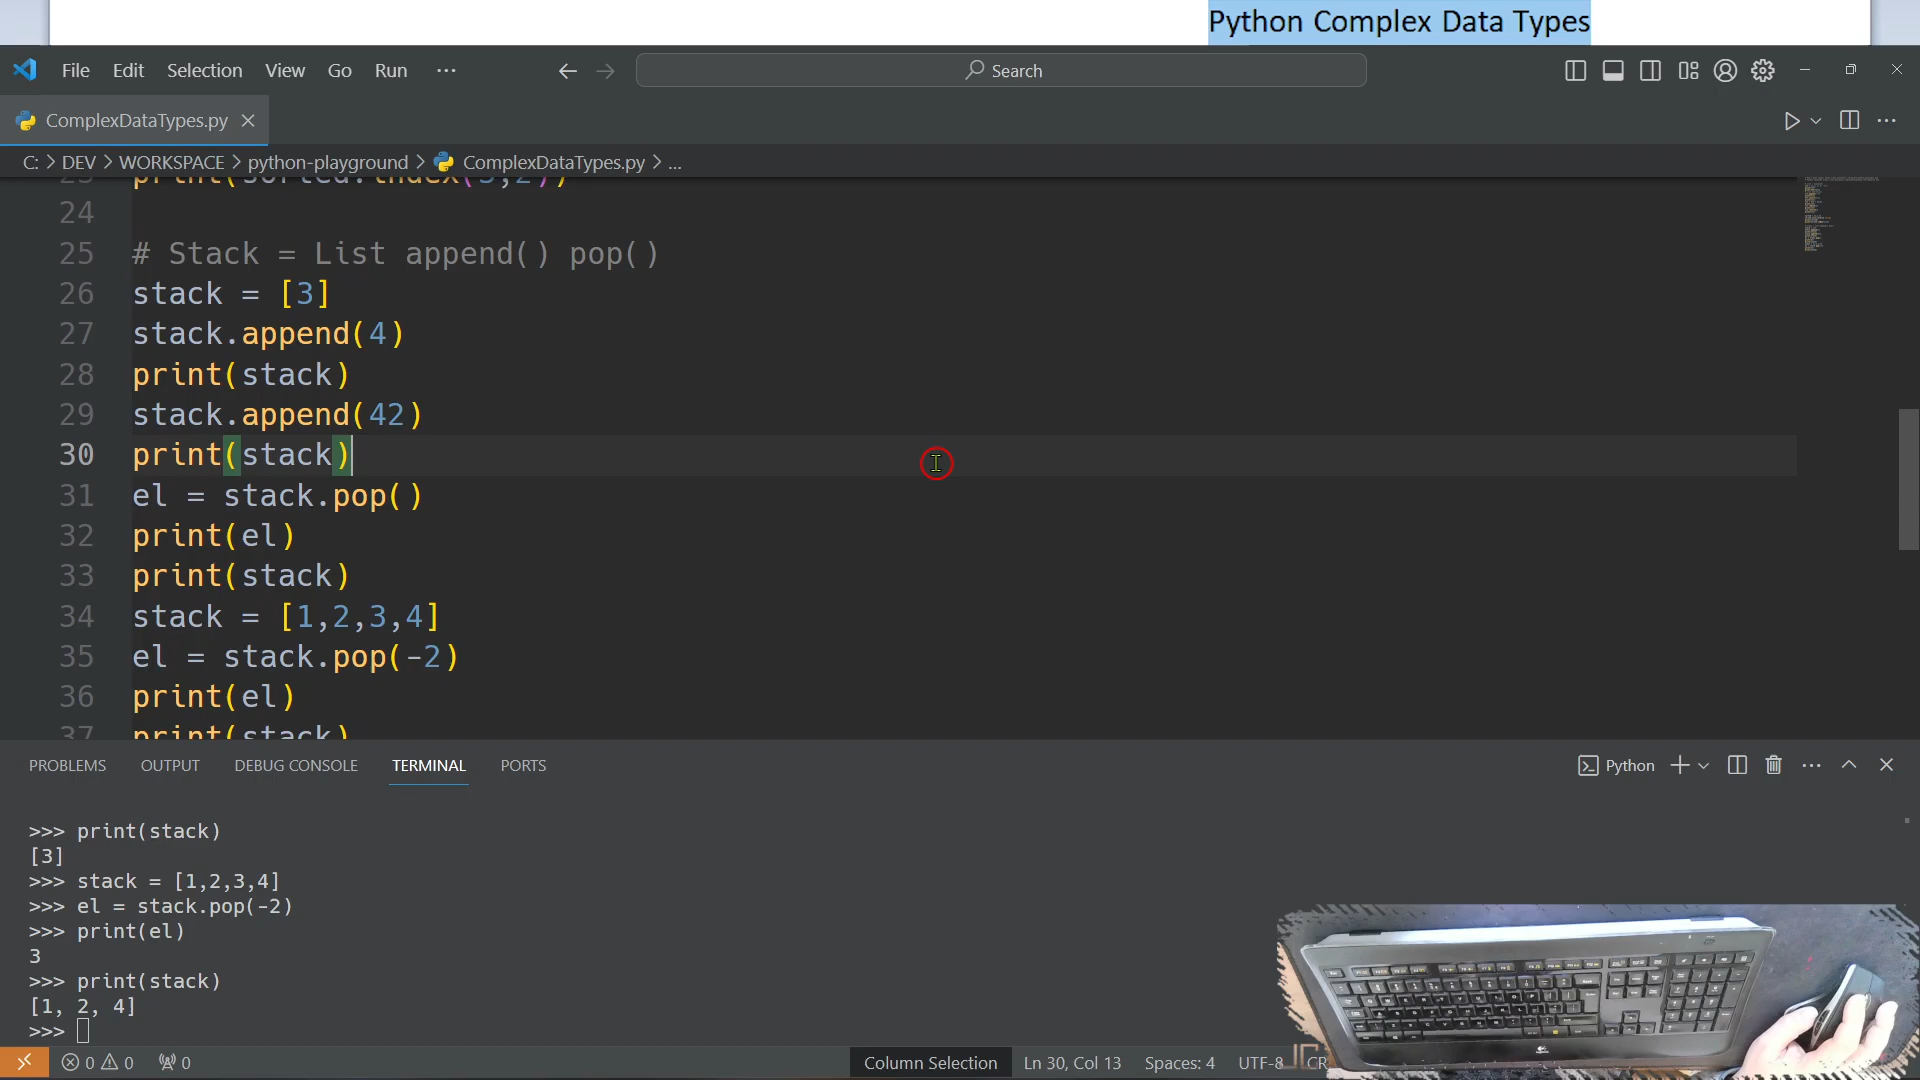 Python Complex Data Types
File Edit Selection View Go Run ··· Search
ComplexDataTypes.py
C: > DEV > WORKSPACE > python-playground > ComplexDataTypes.py > ...
24
25 # Stack = List append() pop()
26 stack = [3]
27 stack.append(4)
28 print(stack)
29 stack.append(42)
30 print(stack)
31 el = stack.pop()
32 print(el)
33 print(stack)
34 stack = [1,2,3,4]
35 el = stack.pop(-2)
36 print(el)
37 print(stack)
PROBLEMS OUTPUT DEBUG CONSOLE TERMINAL PORTS Python
>>> print(stack)
[3]
>>> stack = [1,2,3,4]
>>> el = stack.pop(-2)
>>> print(el)
3
>>> print(stack)
[1, 2, 4]
>>>
0 0 0 Column Selection Ln 30, Col 13 Spaces: 4 UTF-8